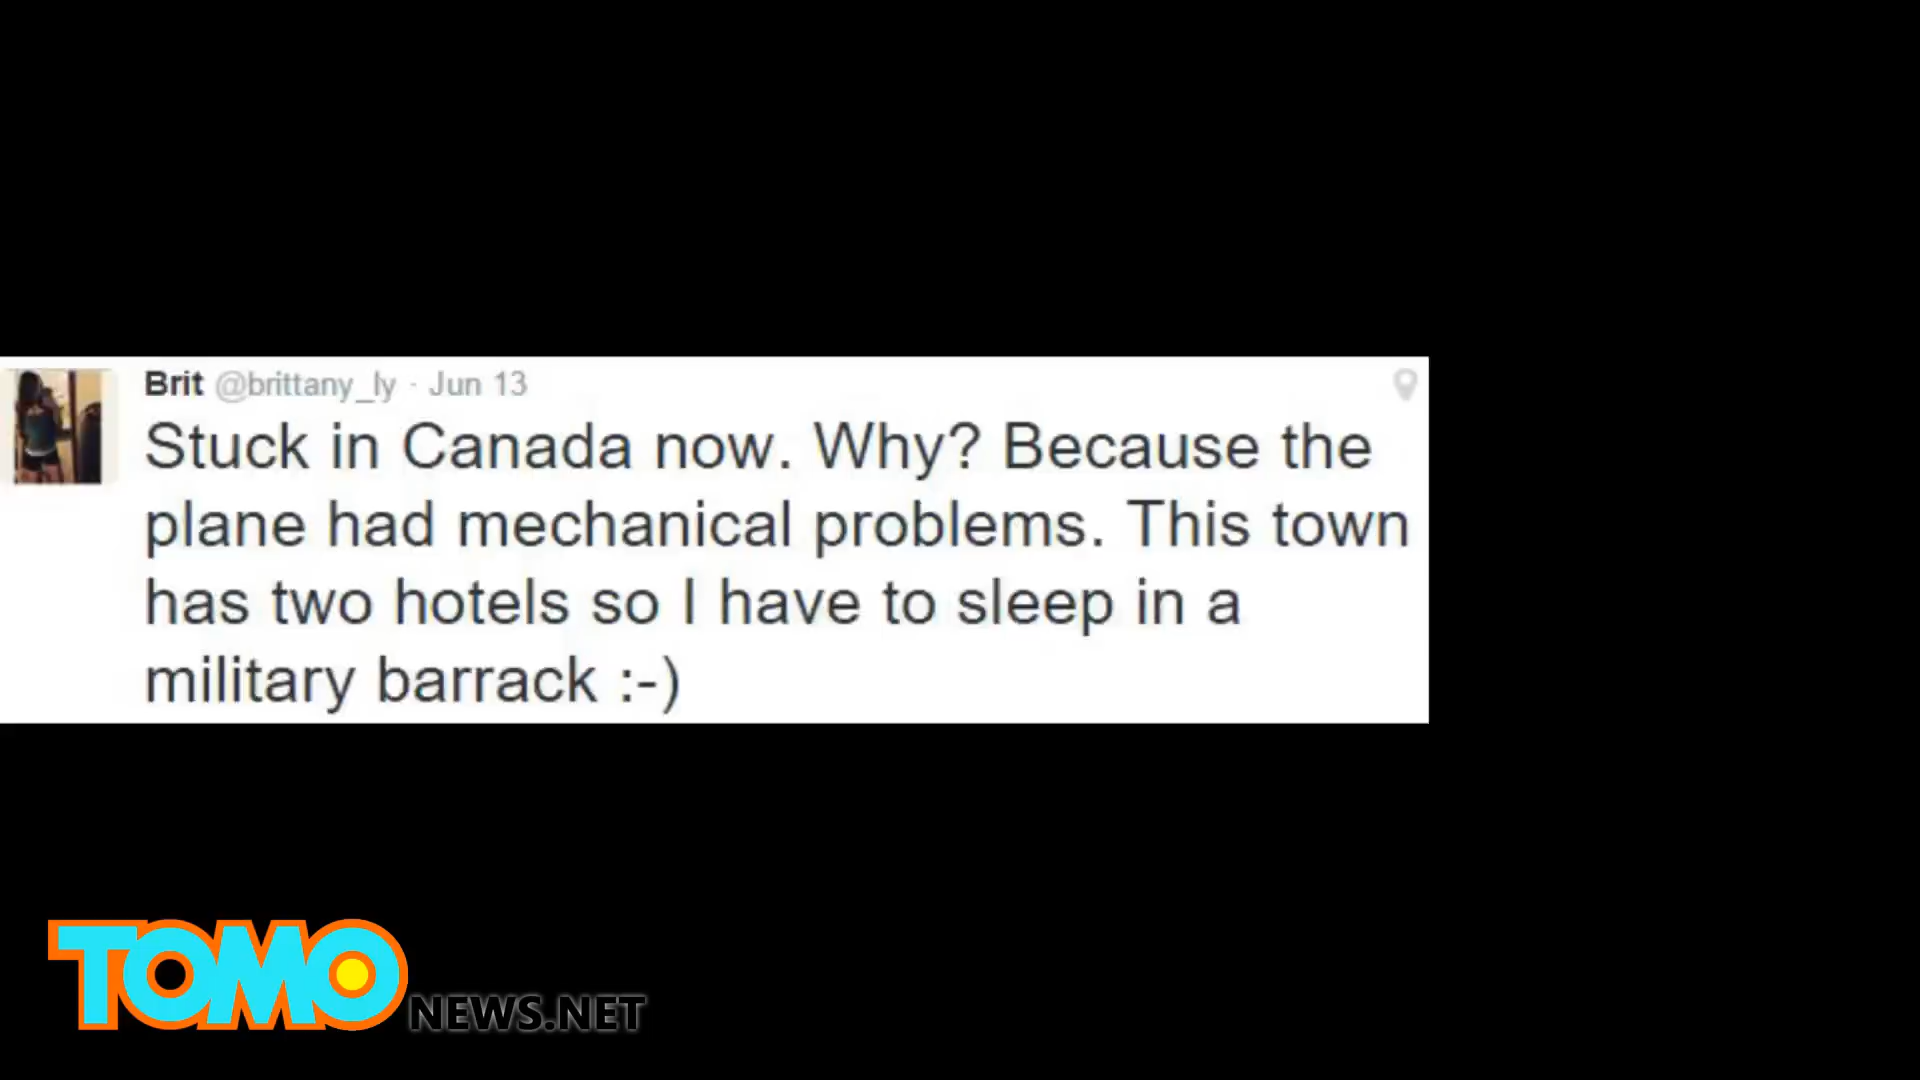 Brit @brittany_ly · Jun 13
Stuck in Canada now. Why? Because the
plane had mechanical problems. This town
has two hotels so I have to sleep in a
military barrack :-)
TOMO NEWS.NET